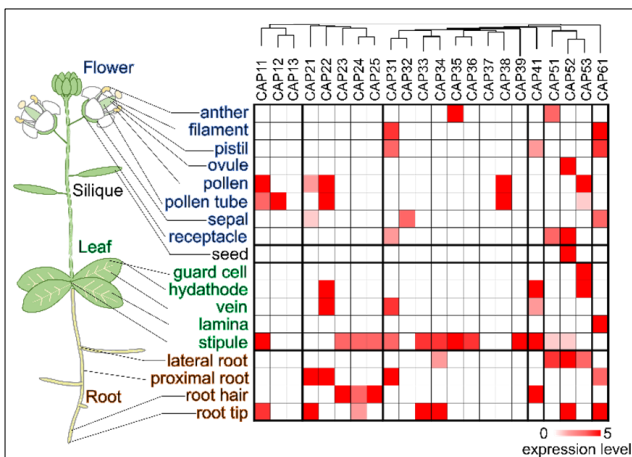 CAP11 CAP12 CAP13 CAP21 CAP22 CAP23 CAP24 CAP25 CAP31 CAP32 CAP33 CAP34 CAP35 CAP36 CAP37 CAP38 CAP39 CAP41 CAP51 CAP52 CAP53 CAP61
Flower
anther
filament
pistil
ovule
pollen
Silique
pollen tube
sepal
receptacle
seed
Leaf
guard cell
hydathode
vein
lamina
stipule
lateral root
proximal root
Root
root hair
root tip
0 5
expression level